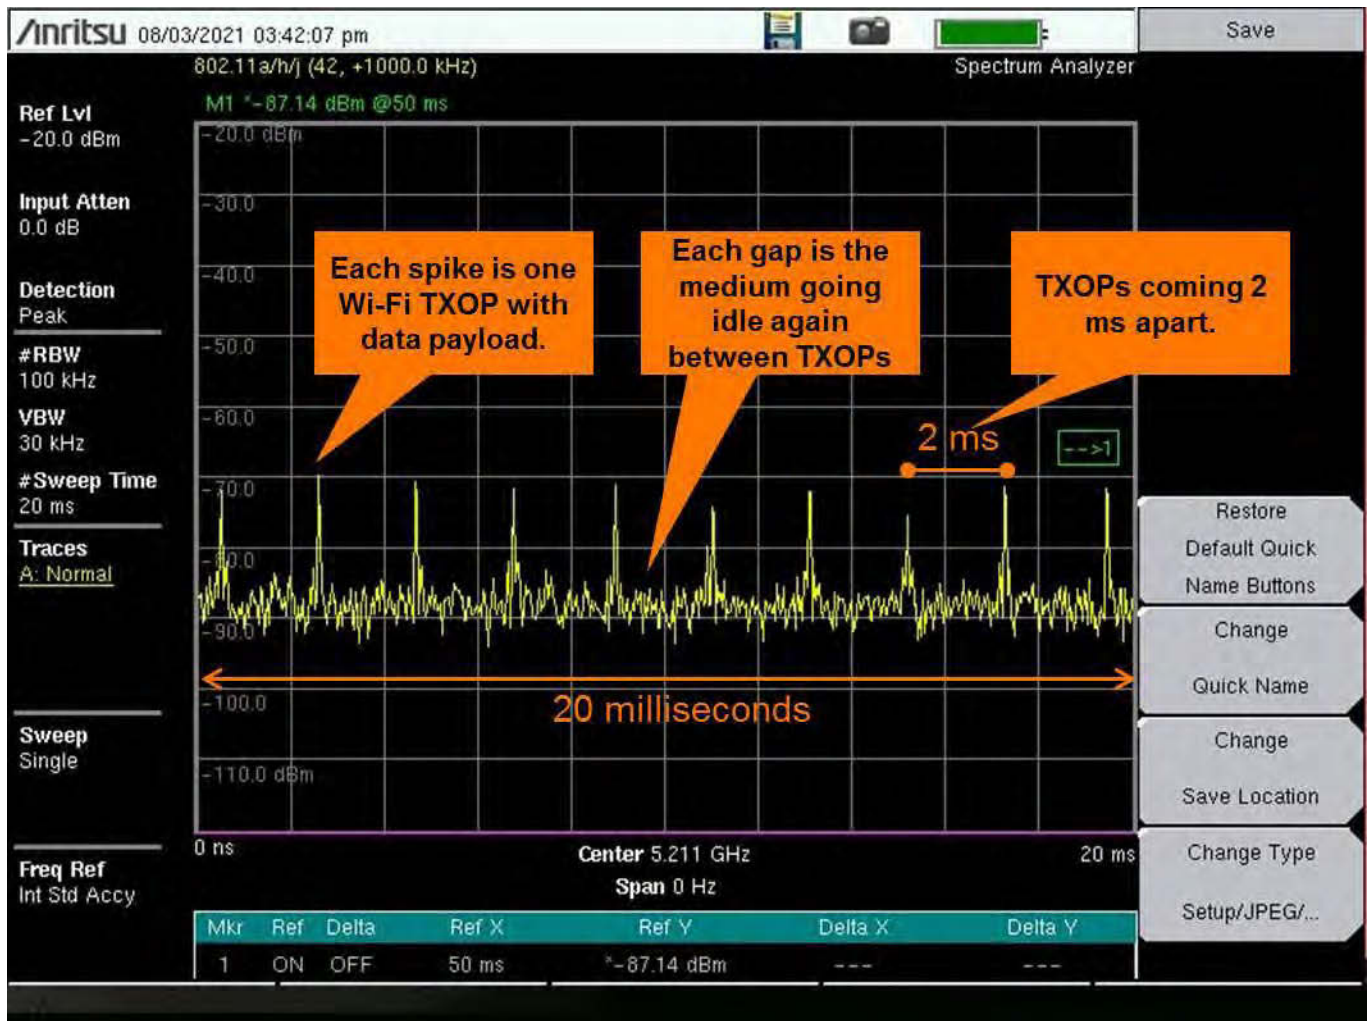 /Inritsu 08/03/2021 03:42:07 pm
Save
802.11a/h/j (42, +1000.0 kHz)
Spectrum Analyzer
M1 *-87.14 dBm @50 ms
Ref Lvl
-20.0 dBm
Input Atten
0.0 dB
Detection
Peak
#RBW
100 kHz
VBW
30 kHz
#Sweep Time
20 ms
Traces
A: Normal
Sweep
Single
Freq Ref
Int Std Accy
-20.0 dBm
-30.0
-40.0
-50.0
-60.0
-70.0
-80.0
-90.0
-100.0
-110.0 dBm
Each spike is one
Wi-Fi TXOP with
data payload.
Each gap is the
medium going
idle again
between TXOPs
TXOPs coming 2
ms apart.
2 ms
-->1
20 milliseconds
0 ns
Center 5.211 GHz
20 ms
Span 0 Hz
Mkr Ref Delta Ref X Ref Y Delta X Delta Y
1 ON OFF 50 ms *-87.14 dBm --- ---
Restore
Default Quick
Name Buttons
Change
Quick Name
Change
Save Location
Change Type
Setup/JPEG/...